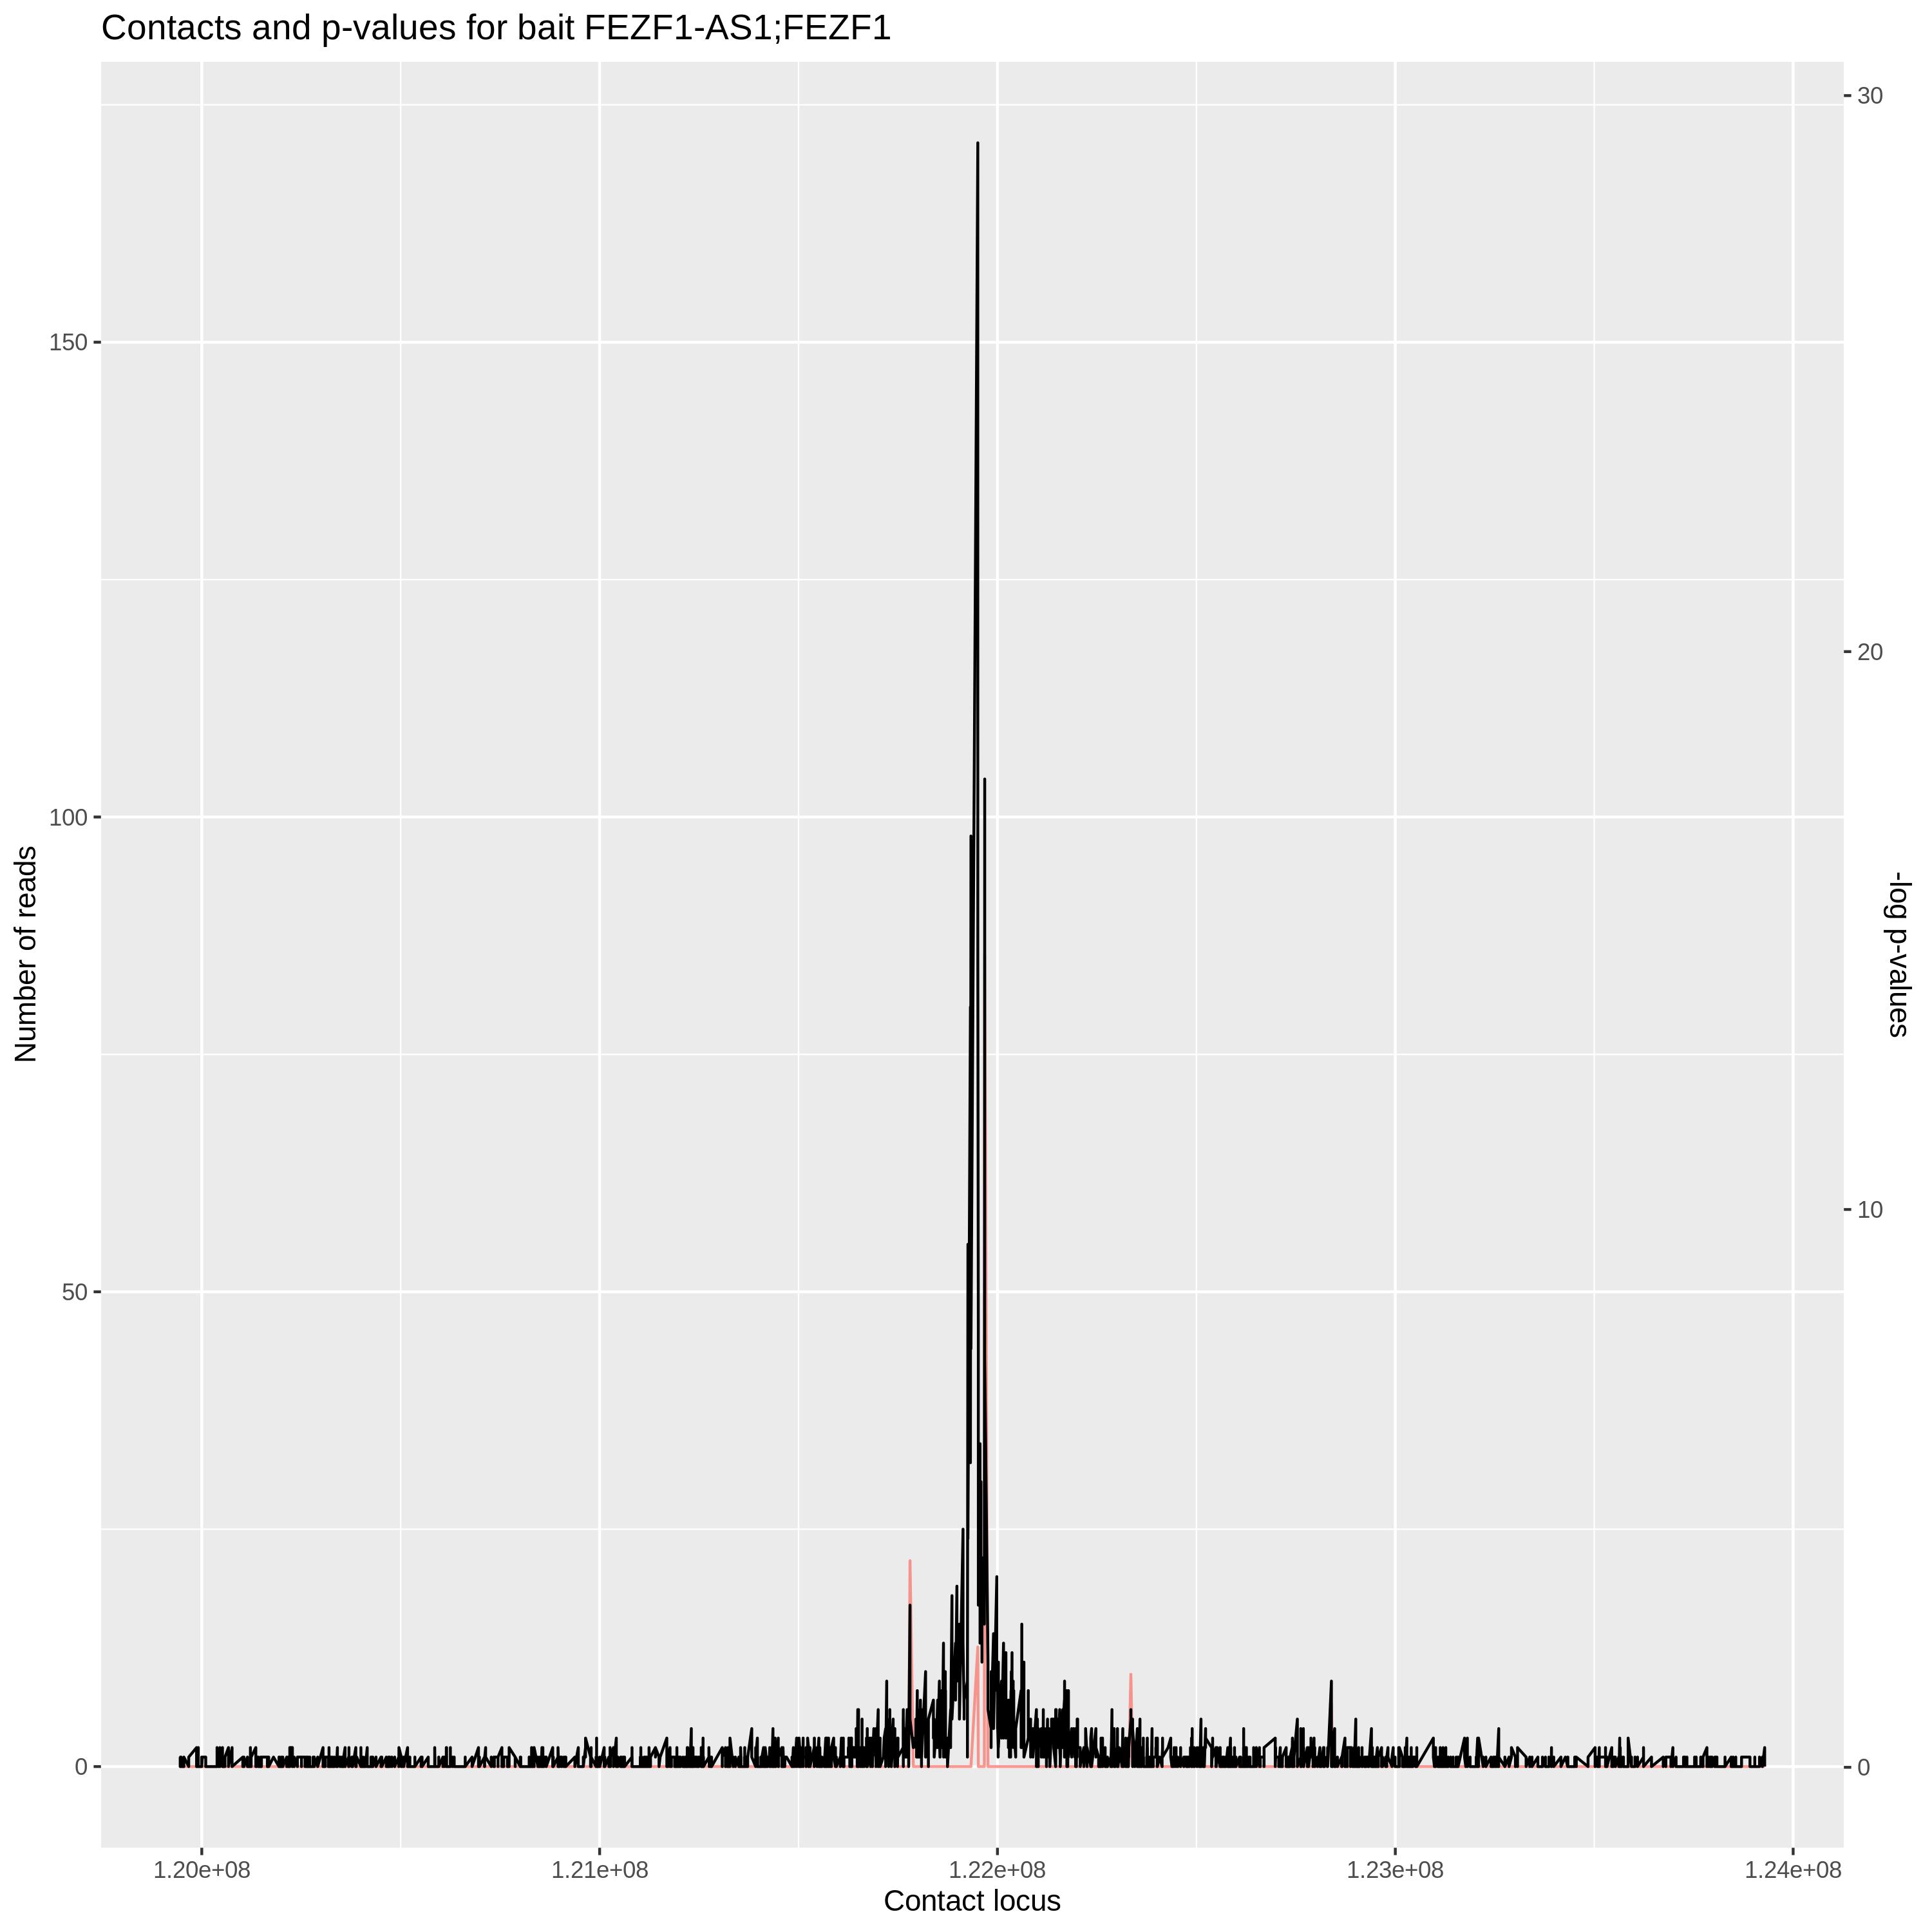 Contacts and p-values for bait FEZF1-AS1;FEZF1
Number of reads
150
100
50
0
30
20
10
0
-log p-values
1.20e+08
1.21e+08
1.22e+08
1.23e+08
1.24e+08
Contact locus